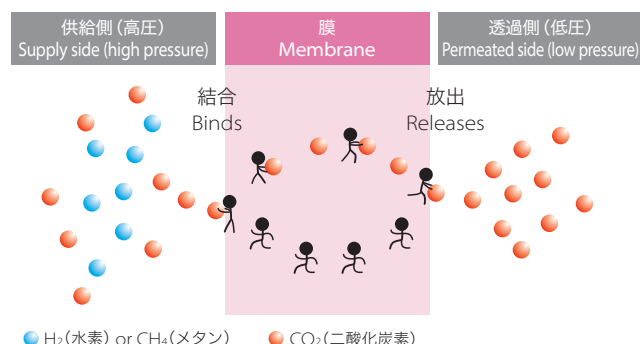 供給側（高圧）
Supply side (high pressure)
膜
Membrane
透過側（低圧）
Permeated side (low pressure)
結合
Binds
放出
Releases
H₂（水素） or CH₄（メタン）
CO₂（二酸化炭素）